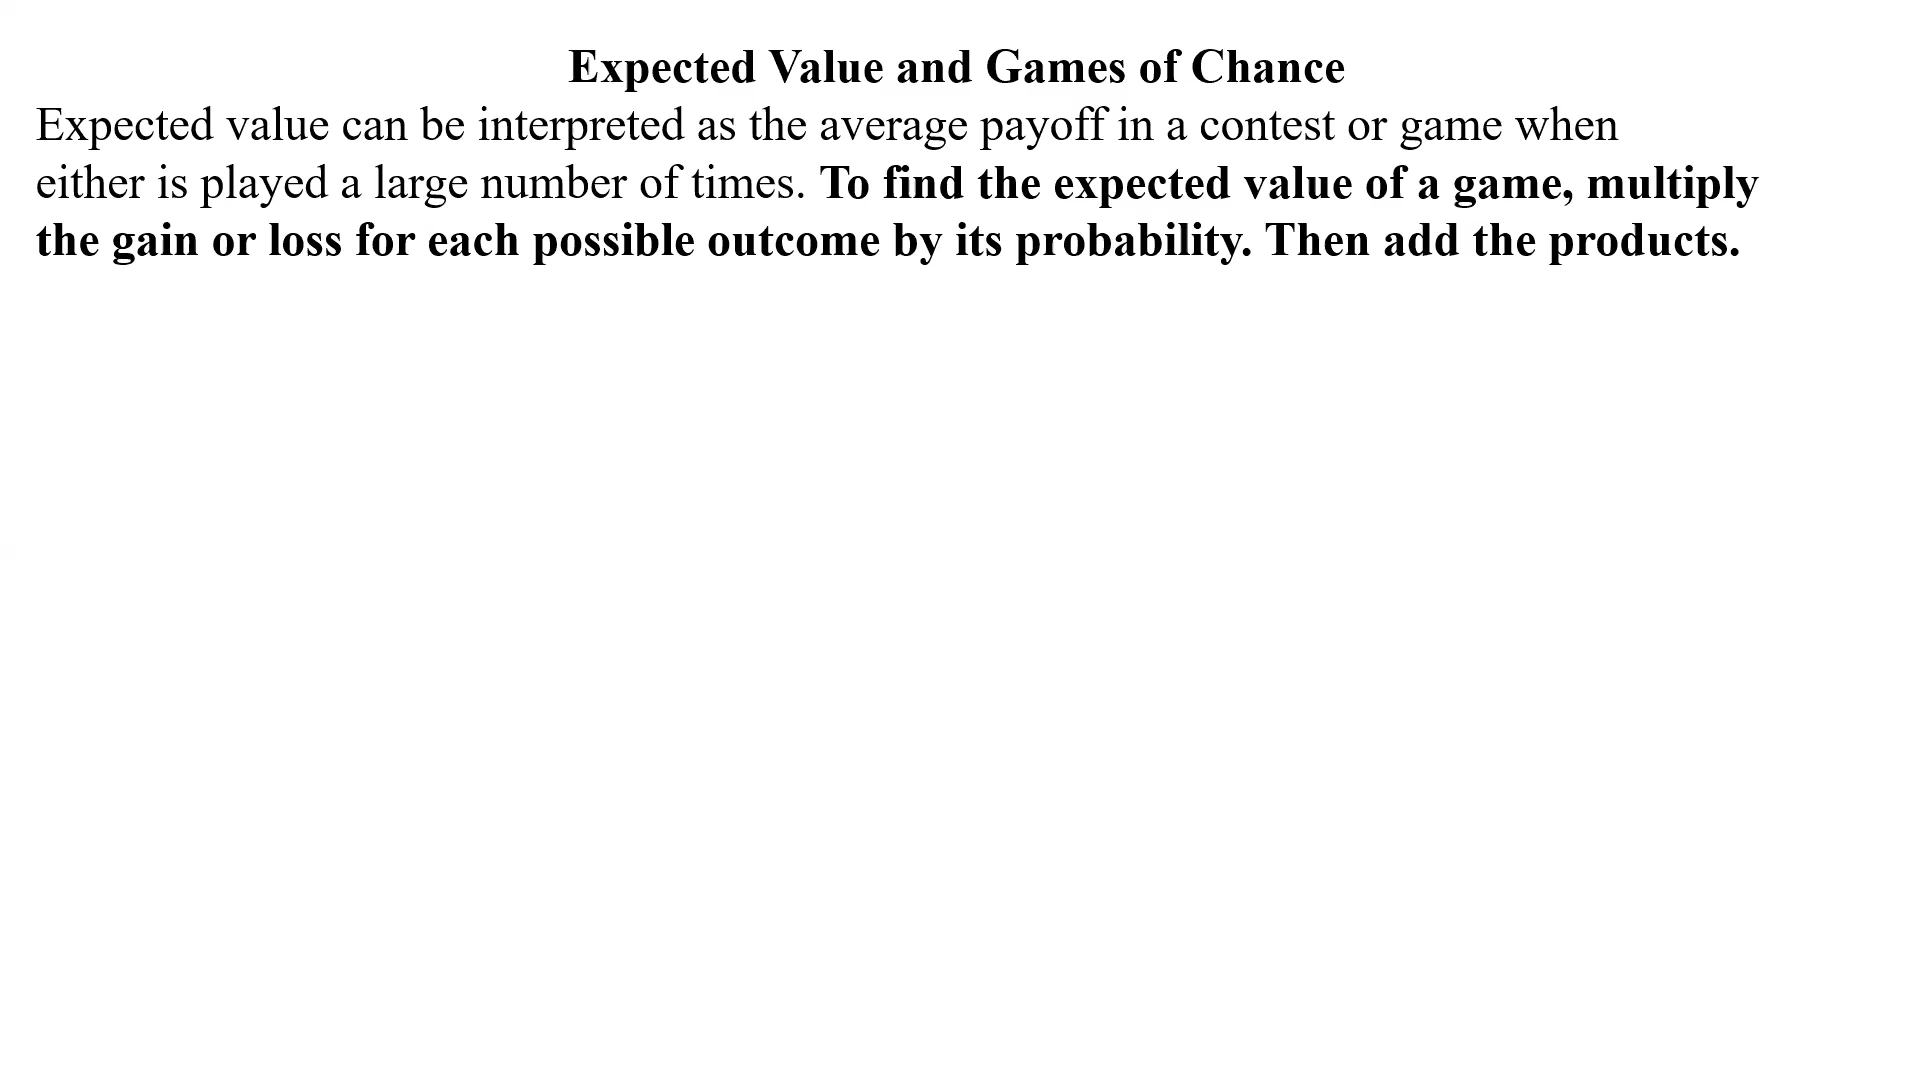 Expected Value and Games of Chance
Expected value can be interpreted as the average payoff in a contest or game when
either is played a large number of times. To find the expected value of a game, multiply
the gain or loss for each possible outcome by its probability. Then add the products.